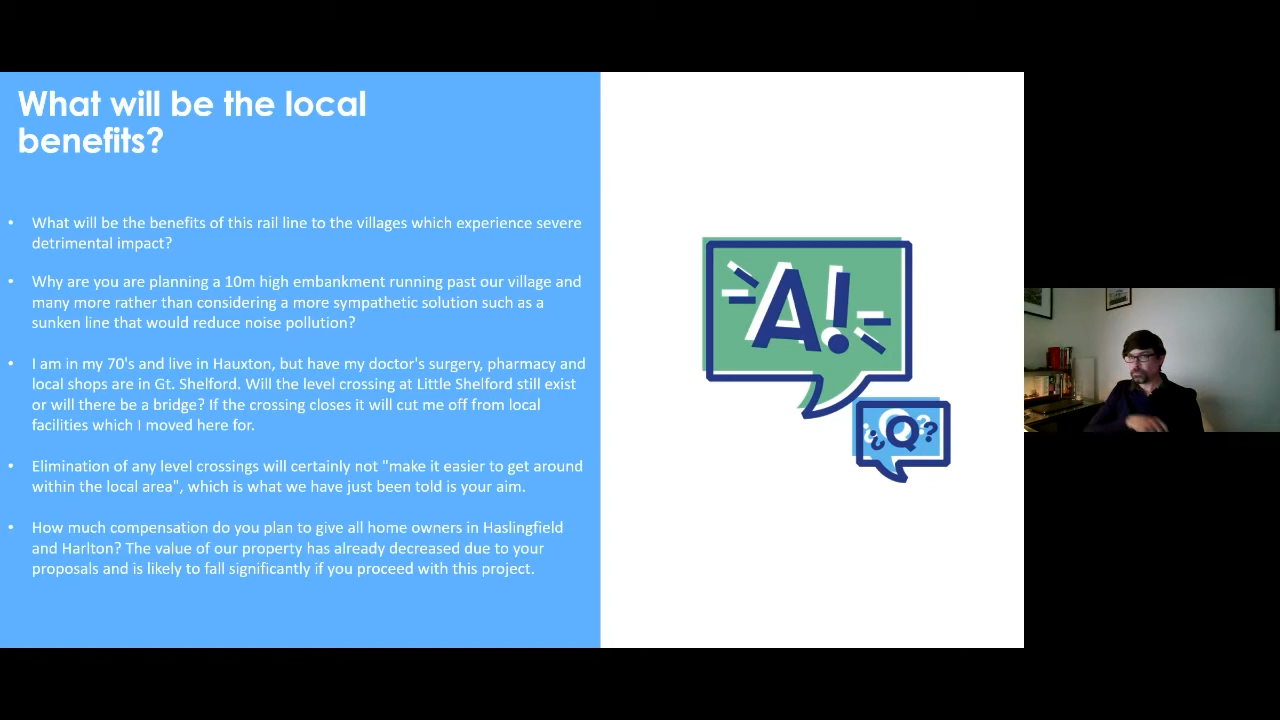 What will be the local
benefits?
• What will be the benefits of this rail line to the villages which experience severe
detrimental impact?
• Why are you are planning a 10m high embankment running past our village and
many more rather than considering a more sympathetic solution such as a
sunken line that would reduce noise pollution?
• I am in my 70's and live in Hauxton, but have my doctor's surgery, pharmacy and
local shops are in Gt. Shelford. Will the level crossing at Little Shelford still exist
or will there be a bridge? If the crossing closes it will cut me off from local
facilities which I moved here for.
• Elimination of any level crossings will certainly not "make it easier to get around
within the local area", which is what we have just been told is your aim.
• How much compensation do you plan to give all home owners in Haslingfield
and Harlton? The value of our property has already decreased due to your
proposals and is likely to fall significantly if you proceed with this project.
A!
¿Q?